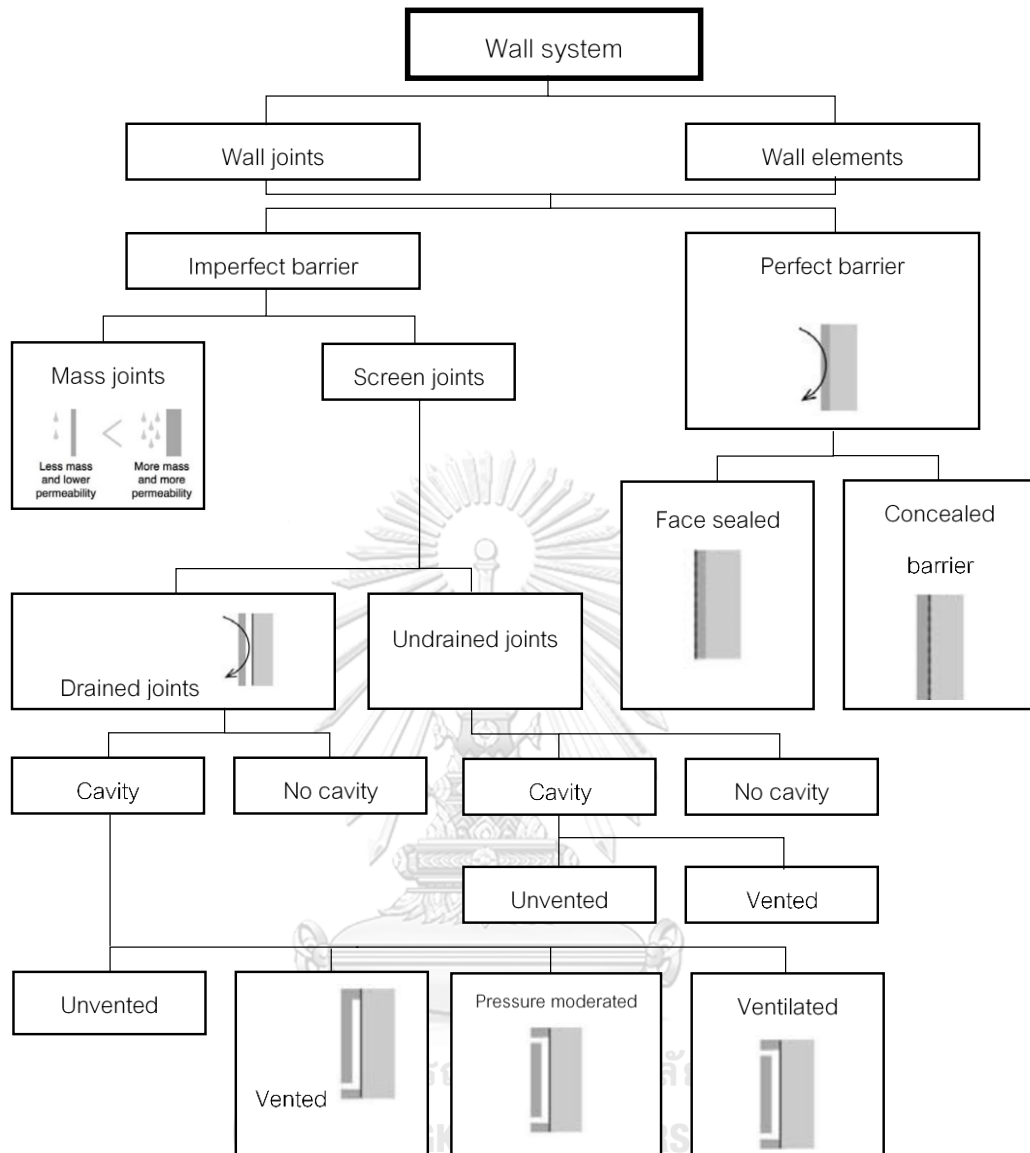 Wall system
Wall joints
Wall elements
Imperfect barrier
Perfect barrier
Mass joints
Less mass
and lower
permeability
<
More mass
and more
permeability
Screen joints
Face sealed
Concealed
barrier
Drained joints
Undrained joints
Cavity
No cavity
Cavity
No cavity
Unvented
Vented
Unvented
Vented
Pressure moderated
Ventilated